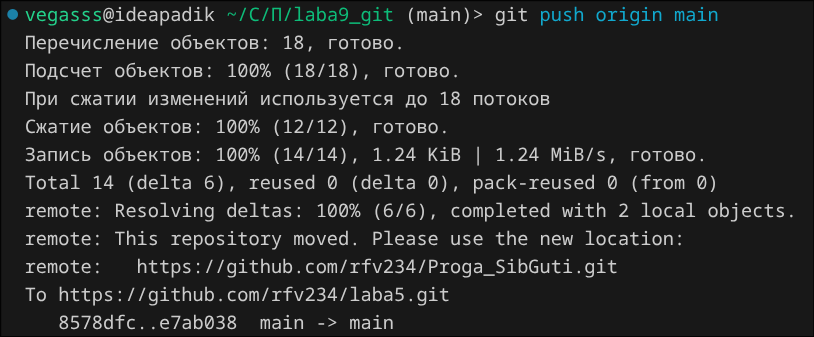 vegasss@ideapadik ~/С/П/laba9_git (main)> git push origin main
Перечисление объектов: 18, готово.
Подсчет объектов: 100% (18/18), готово.
При сжатии изменений используется до 18 потоков
Сжатие объектов: 100% (12/12), готово.
Запись объектов: 100% (14/14), 1.24 KiB | 1.24 MiB/s, готово.
Total 14 (delta 6), reused 0 (delta 0), pack-reused 0 (from 0)
remote: Resolving deltas: 100% (6/6), completed with 2 local objects.
remote: This repository moved. Please use the new location:
remote:   https://github.com/rfv234/Proga_SibGuti.git
To https://github.com/rfv234/laba5.git
   8578dfc..e7ab038  main -> main